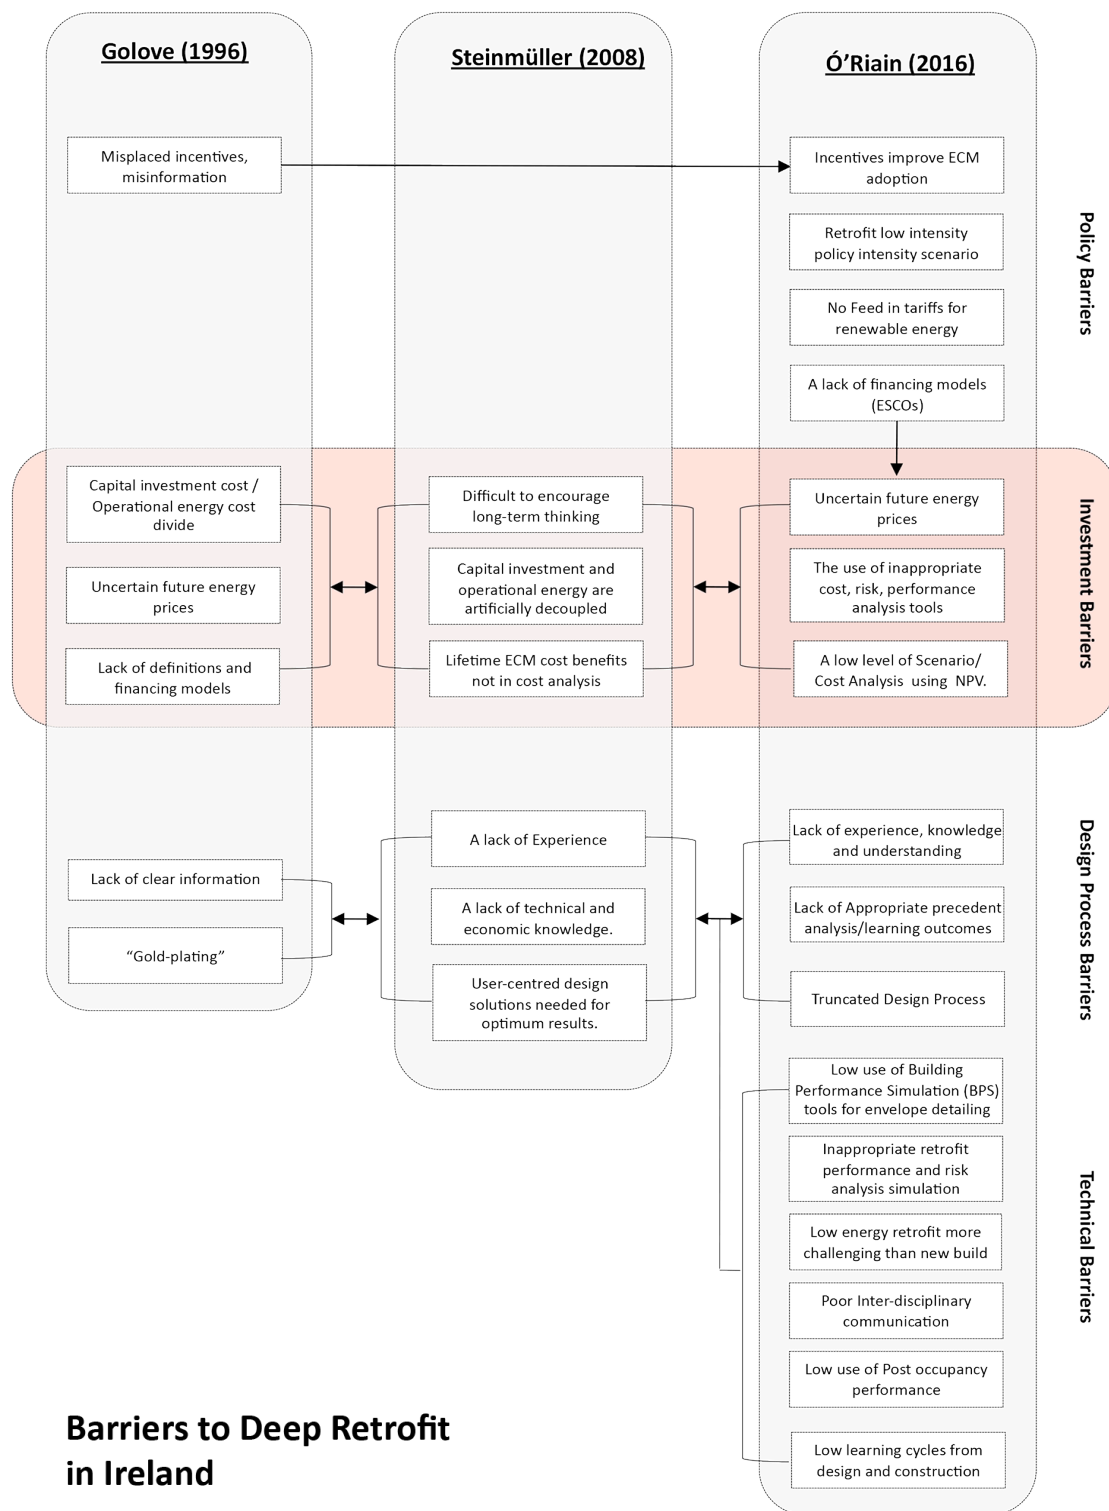 Golove (1996)
Misplaced incentives,
misinformation
Capital investment cost /
Operational energy cost
divide
Uncertain future energy
prices
Lack of definitions and
financing models
Lack of clear information
“Gold-plating”
Steinmüller (2008)
Difficult to encourage
long-term thinking
Capital investment and
operational energy are
artificially decoupled
Lifetime ECM cost benefits
not in cost analysis
A lack of Experience
A lack of technical and
economic knowledge.
User-centred design
solutions needed for
optimum results.
Ó’Riain (2016)
Incentives improve ECM
adoption
Retrofit low intensity
policy intensity scenario
No Feed in tariffs for
renewable energy
A lack of financing models
(ESCOs)
Uncertain future energy
prices
The use of inappropriate
cost, risk, performance
analysis tools
A low level of Scenario/
Cost Analysis using NPV.
Lack of experience, knowledge
and understanding
Lack of Appropriate precedent
analysis/learning outcomes
Truncated Design Process
Low use of Building
Performance Simulation (BPS)
tools for envelope detailing
Inappropriate retrofit
performance and risk
analysis simulation
Low energy retrofit more
challenging than new build
Poor Inter-disciplinary
communication
Low use of Post occupancy
performance
Low learning cycles from
design and construction
Policy Barriers
Investment Barriers
Design Process Barriers
Technical Barriers
Barriers to Deep Retrofit
in Ireland